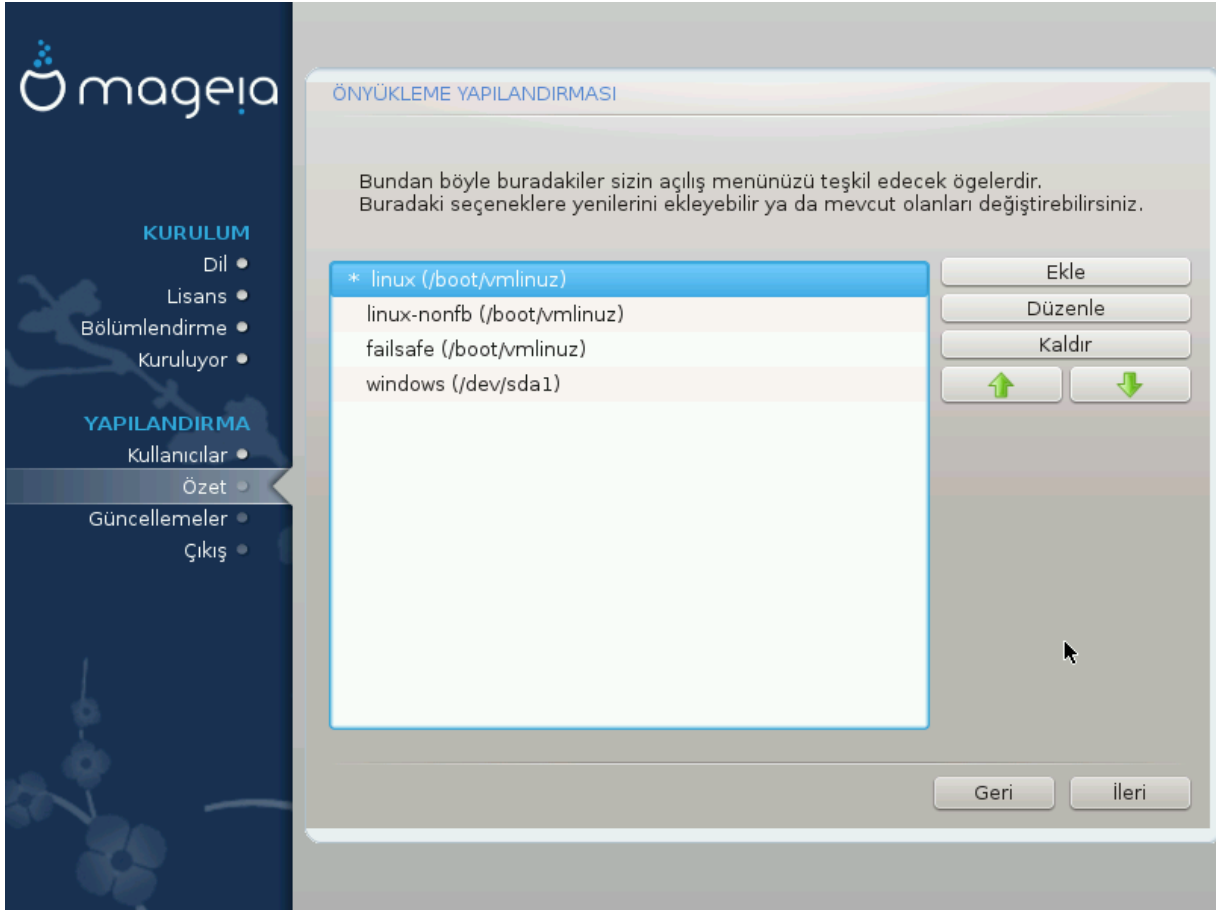 mageia
KURULUM
Dil
Lisans
Bölümlendirme
Kuruluyor
YAPILANDIRMA
Kullanıcılar
Özet
Güncellemeler
Çıkış
ÖNYÜKLEME YAPILANDIRMASI
Bundan böyle buradakiler sizin açılış menünüzü teşkil edecek ögelerdir.
Buradaki seçeneklere yenilerini ekleyebilir ya da mevcut olanları değiştirebilirsiniz.
* linux (/boot/vmlinuz)
linux-nonfb (/boot/vmlinuz)
failsafe (/boot/vmlinuz)
windows (/dev/sda1)
Ekle
Düzenle
Kaldır
Geri
İleri